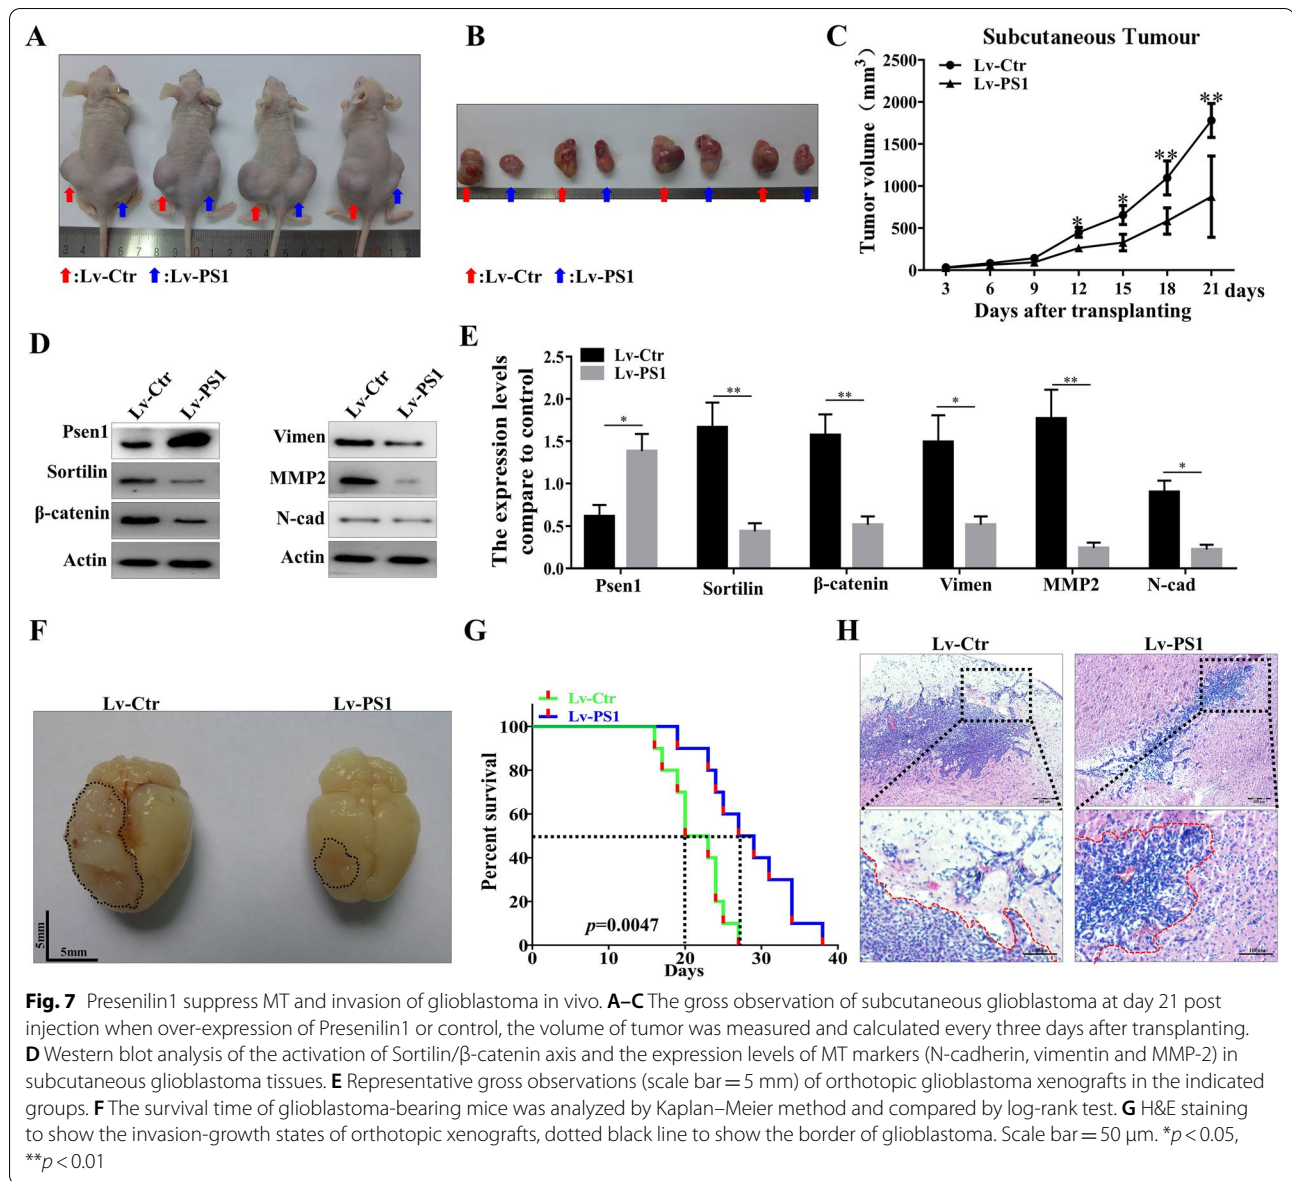 A
:Lv-Ctr :Lv-PS1
B
:Lv-Ctr :Lv-PS1
C
Subcutaneous Tumour
Lv-Ctr
Lv-PS1
Tumor volume (mm3)
2500
2000
1500
1000
500
0
* * ** **
3 6 9 12 15 18 21 days
Days after transplanting
D
Lv-Ctr Lv-PS1
Psen1
Sortilin
β-catenin
Actin
Lv-Ctr Lv-PS1
Vimen
MMP2
N-cad
Actin
E
Lv-Ctr
Lv-PS1
The expression levels
compare to control
2.5
2.0
1.5
1.0
0.5
0.0
* ** ** * ** *
Psen1 Sortilin β-catenin Vimen MMP2 N-cad
F
Lv-Ctr Lv-PS1
5mm
5mm
G
Lv-Ctr
Lv-PS1
Percent survival
100
80
60
40
20
0
p=0.0047
0 10 20 30 40
Days
H
Lv-Ctr Lv-PS1
Fig. 7 Presenilin1 suppress MT and invasion of glioblastoma in vivo. A–C The gross observation of subcutaneous glioblastoma at day 21 post
injection when over-expression of Presenilin1 or control, the volume of tumor was measured and calculated every three days after transplanting.
D Western blot analysis of the activation of Sortilin/β-catenin axis and the expression levels of MT markers (N-cadherin, vimentin and MMP-2) in
subcutaneous glioblastoma tissues. E Representative gross observations (scale bar = 5 mm) of orthotopic glioblastoma xenografts in the indicated
groups. F The survival time of glioblastoma-bearing mice was analyzed by Kaplan–Meier method and compared by log-rank test. G H&E staining
to show the invasion-growth states of orthotopic xenografts, dotted black line to show the border of glioblastoma. Scale bar = 50 μm. *p < 0.05,
**p < 0.01